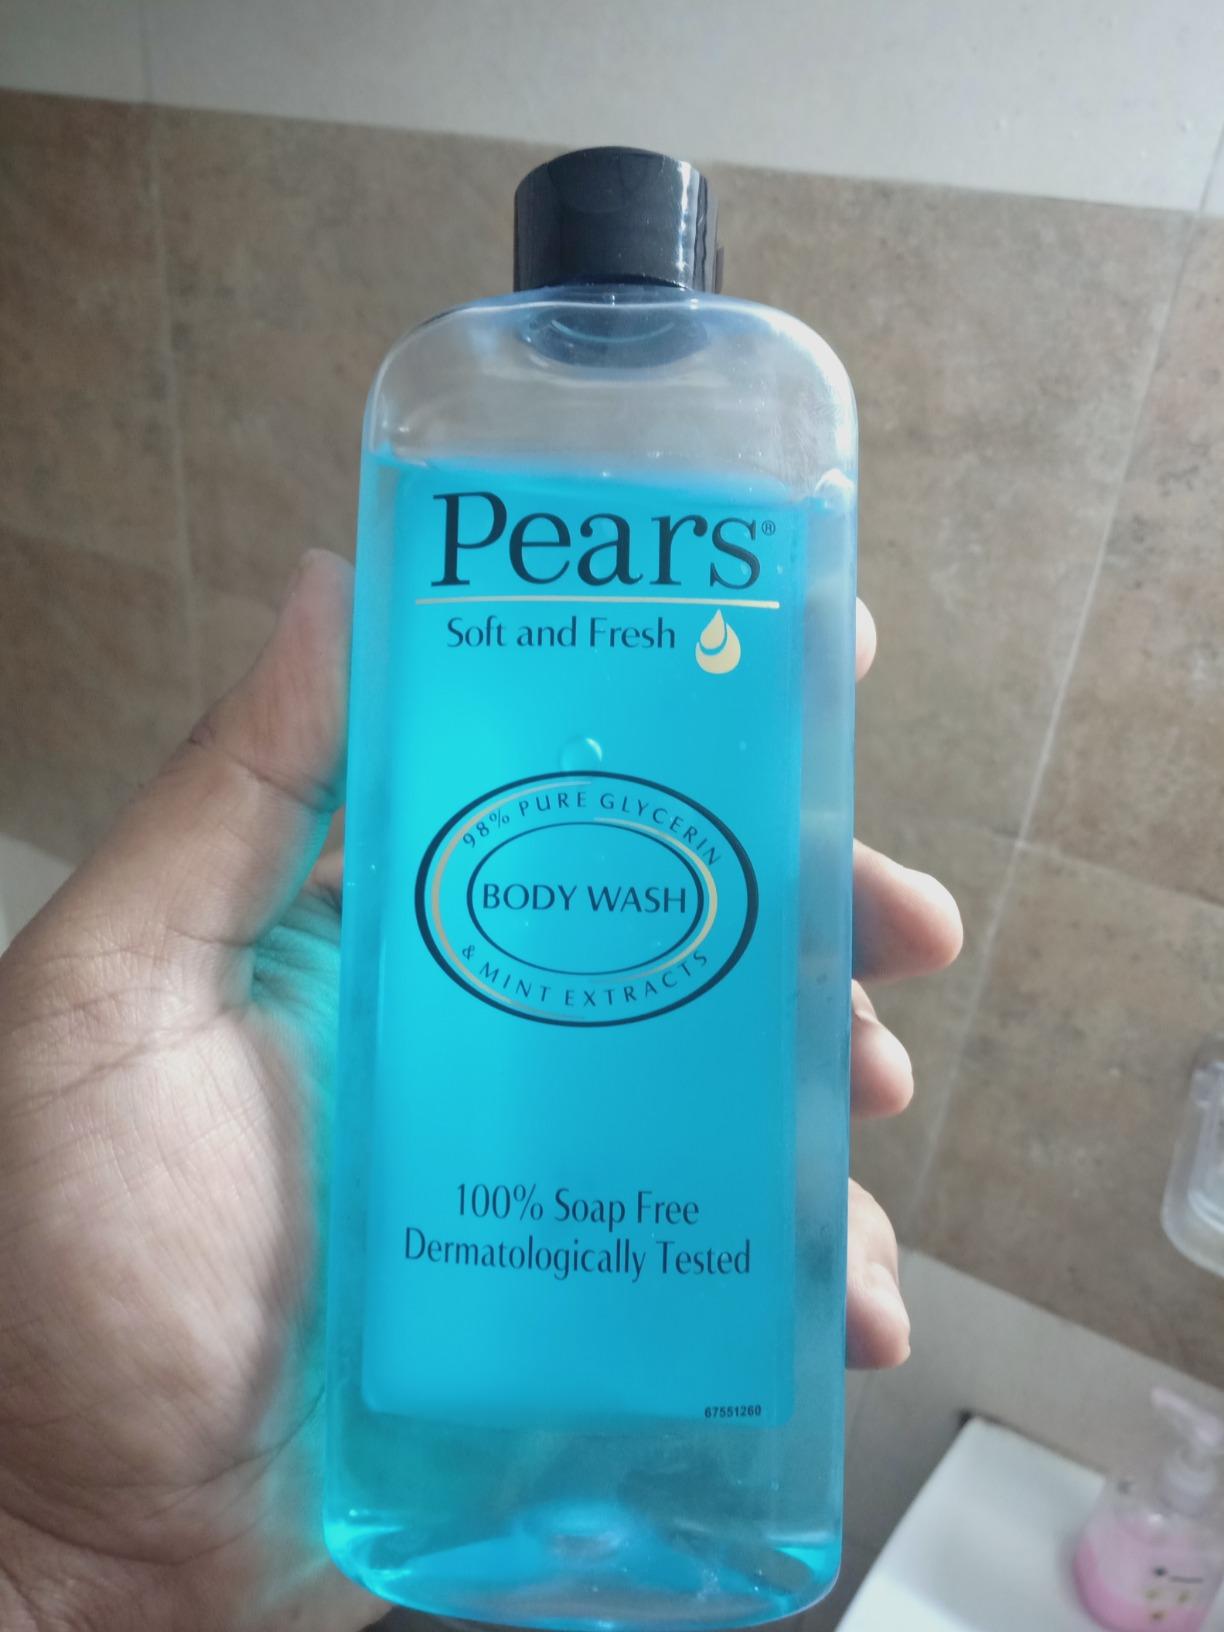 Pears®
Soft and Fresh
98% PURE GLYCERIN
BODY WASH
& MINT EXTRACTS
100% Soap Free
Dermatologically Tested
67551260